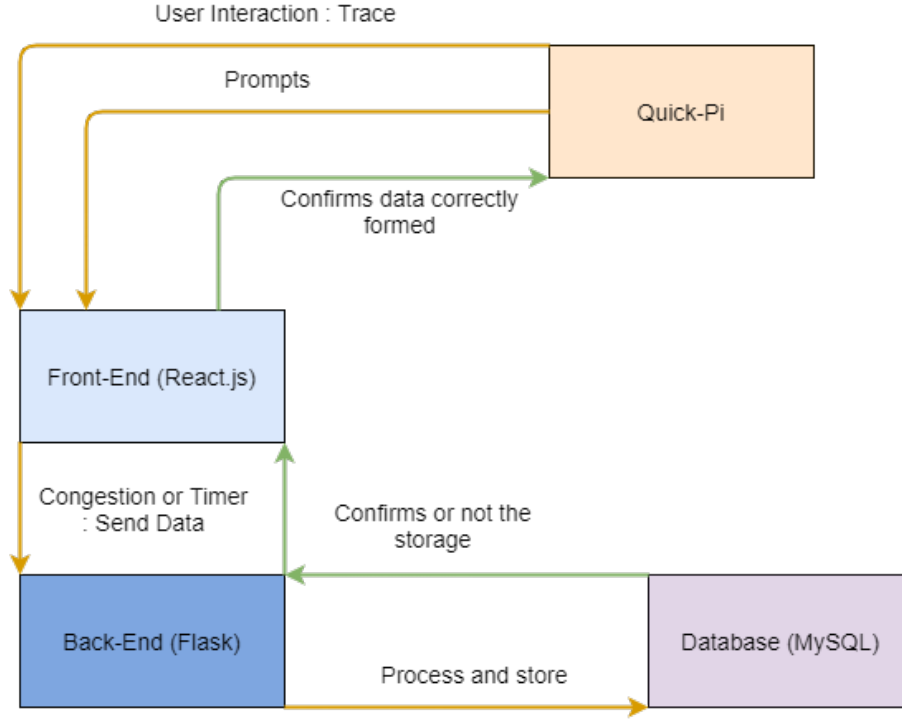 User Interaction : Trace
Prompts
Quick-Pi
Confirms data correctly
formed
Front-End (React.js)
Congestion or Timer
: Send Data
Confirms or not the
storage
Back-End (Flask)
Database (MySQL)
Process and store